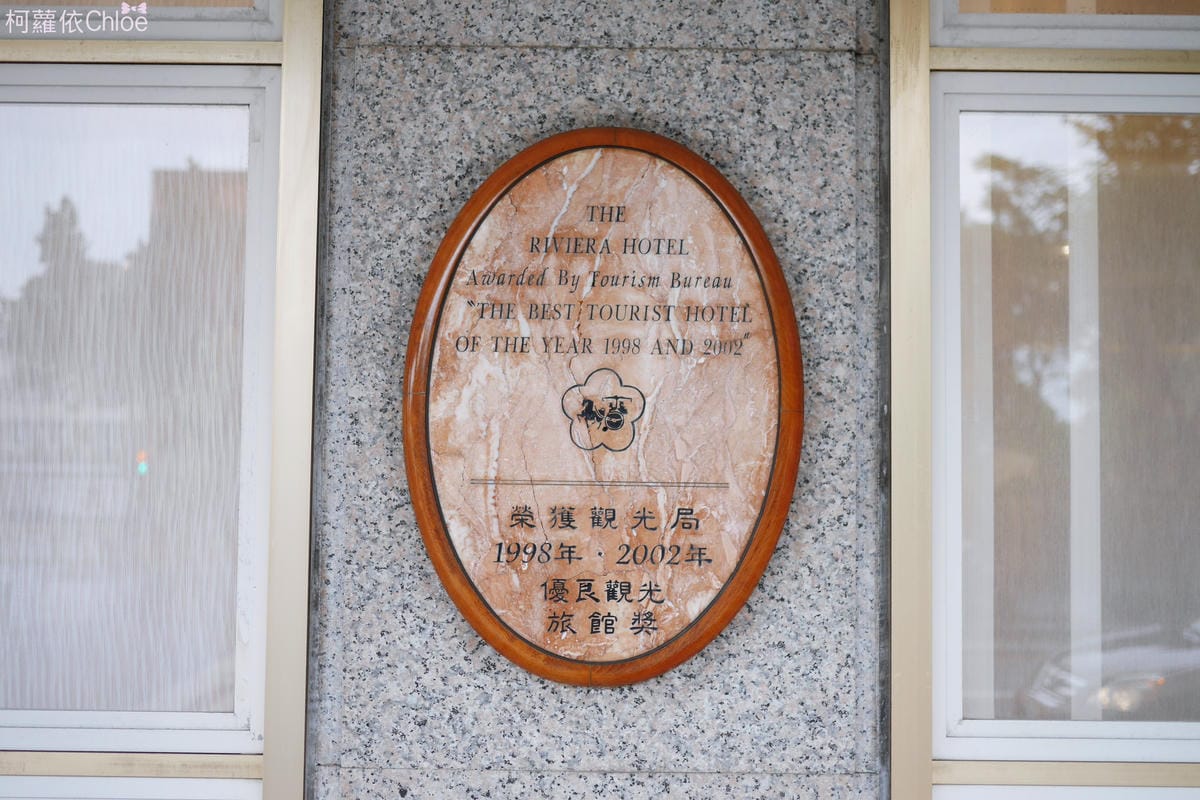 柯蘿依Chloe
THE
RIVIERA HOTEL
Awarded By Tourism Bureau
"THE BEST TOURIST HOTEL
OF THE YEAR 1998 AND 2002"
榮獲觀光局
1998年·2002年
優良觀光
旅館獎